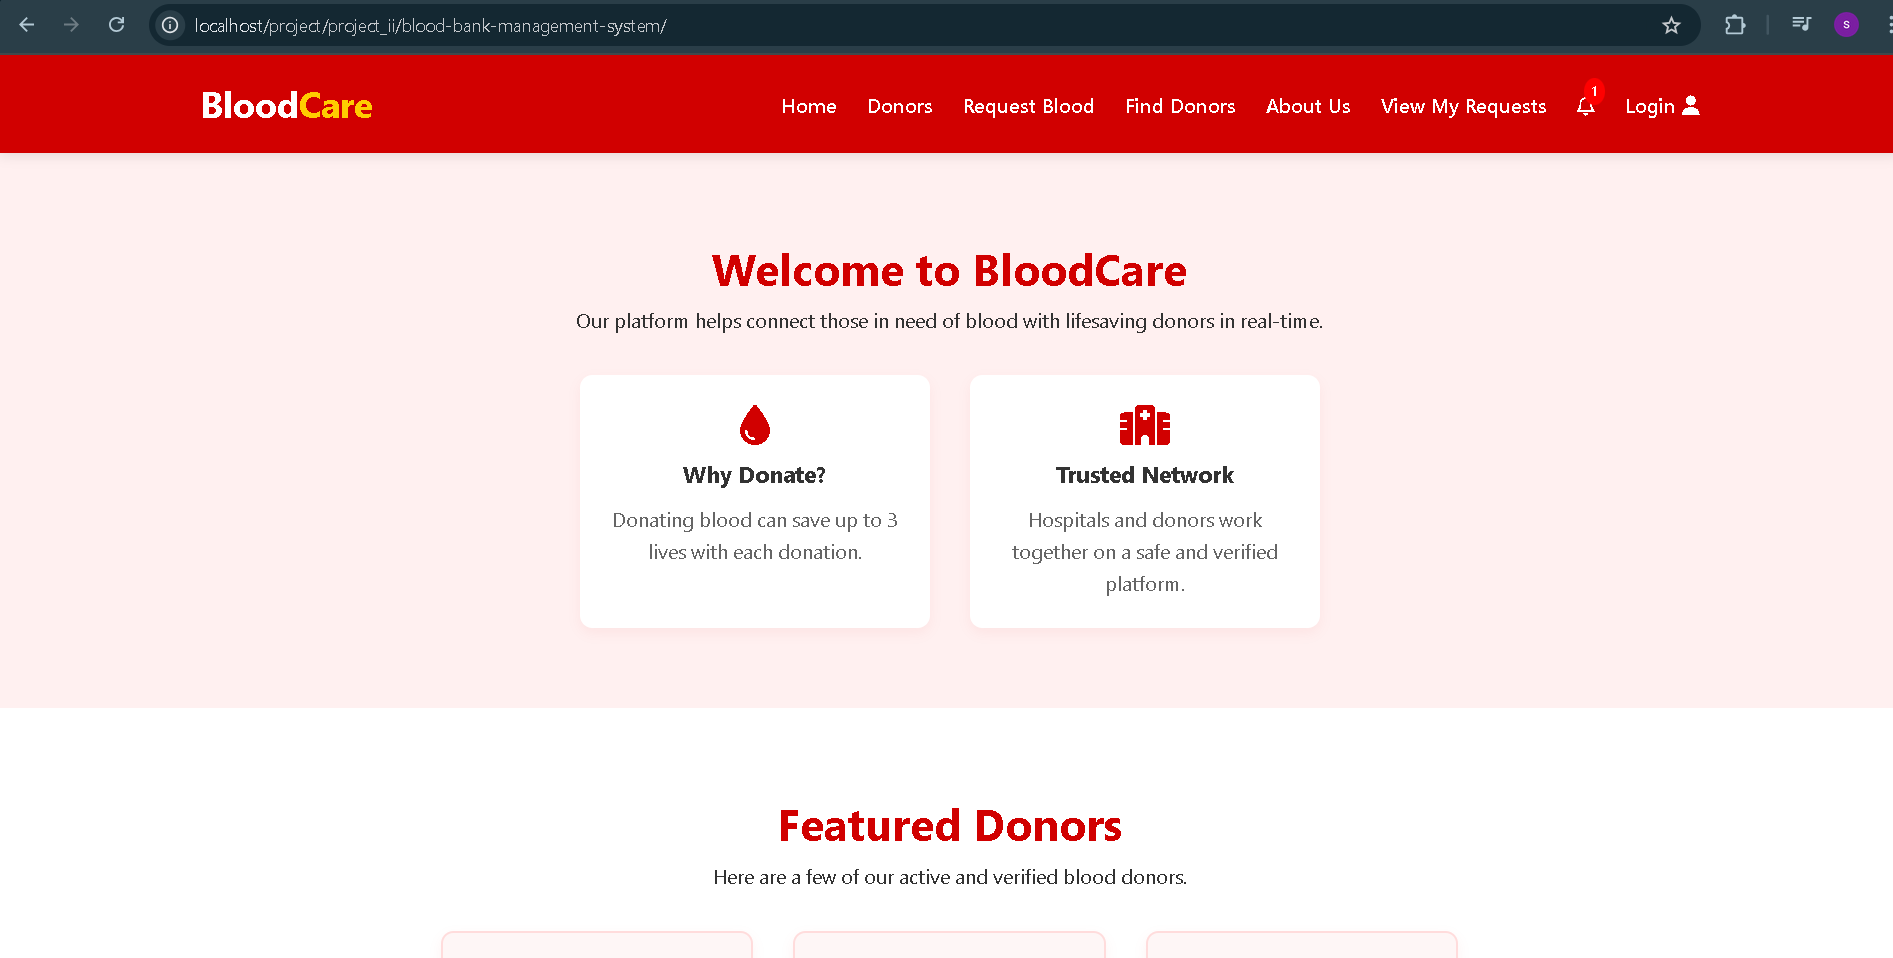 localhost/project/project_ii/blood-bank-management-system/
S
BloodCare
Home Donors Request Blood Find Donors About Us View My Requests 1 Login
Welcome to BloodCare
Our platform helps connect those in need of blood with lifesaving donors in real-time.
Why Donate?
Donating blood can save up to 3
lives with each donation.
Trusted Network
Hospitals and donors work
together on a safe and verified
platform.
Featured Donors
Here are a few of our active and verified blood donors.